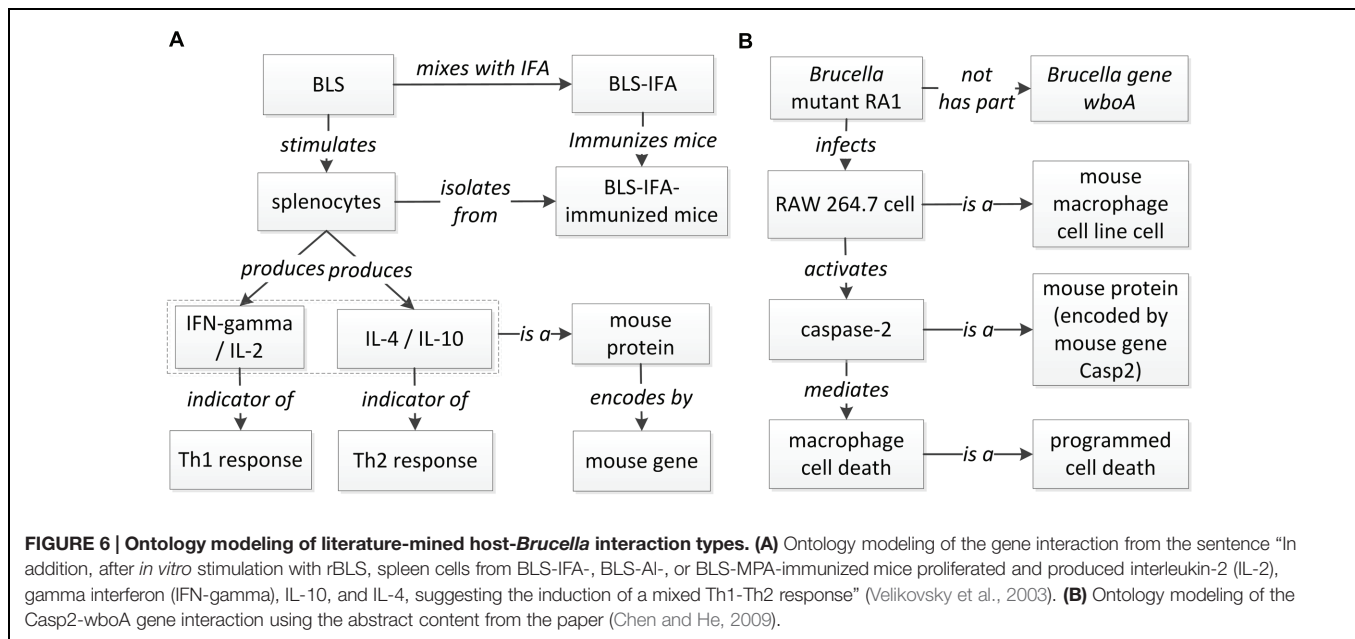 A
BLS
mixes with IFA
BLS-IFA
stimulates
Immunizes mice
splenocytes
isolates
from
BLS-IFA-
immunized mice
produces produces
IFN-gamma
/ IL-2
IL-4 / IL-10
is a
mouse
protein
indicator of
indicator of
encodes by
Th1 response
Th2 response
mouse gene
B
Brucella
mutant RA1
not
has part
Brucella gene
wboA
infects
RAW 264.7 cell
is a
mouse
macrophage
cell line cell
activates
caspase-2
is a
mouse protein
(encoded by
mouse gene
Casp2)
mediates
macrophage
cell death
is a
programmed
cell death
FIGURE 6 | Ontology modeling of literature-mined host-Brucella interaction types. (A) Ontology modeling of the gene interaction from the sentence “In
addition, after in vitro stimulation with rBLS, spleen cells from BLS-IFA-, BLS-Al-, or BLS-MPA-immunized mice proliferated and produced interleukin-2 (IL-2),
gamma interferon (IFN-gamma), IL-10, and IL-4, suggesting the induction of a mixed Th1-Th2 response” (Velikovsky et al., 2003). (B) Ontology modeling of the
Casp2-wboA gene interaction using the abstract content from the paper (Chen and He, 2009).